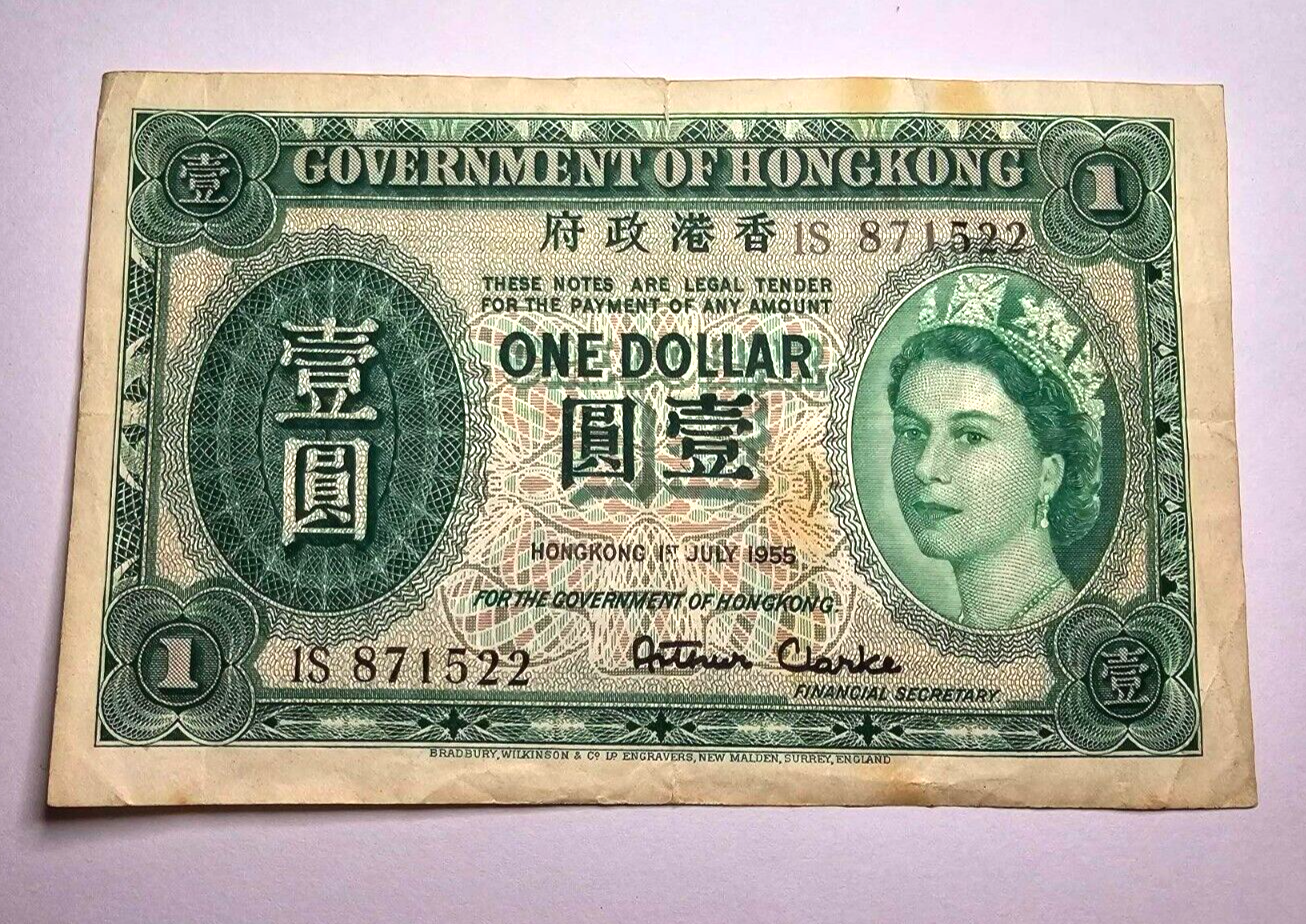 壹
GOVERNMENT OF HONGKONG
1
府政港香
1S 871522
THESE NOTES ARE LEGAL TENDER
FOR THE PAYMENT OF ANY AMOUNT
ONE DOLLAR
圓壹
壹
圓
HONGKONG 1ST JULY 1955
FOR THE GOVERNMENT OF HONGKONG.
1
1S 871522
Arthur Clarke
FINANCIAL SECRETARY.
壹
BRADBURY, WILKINSON & Co Ld ENGRAVERS, NEW MALDEN, SURREY, ENGLAND